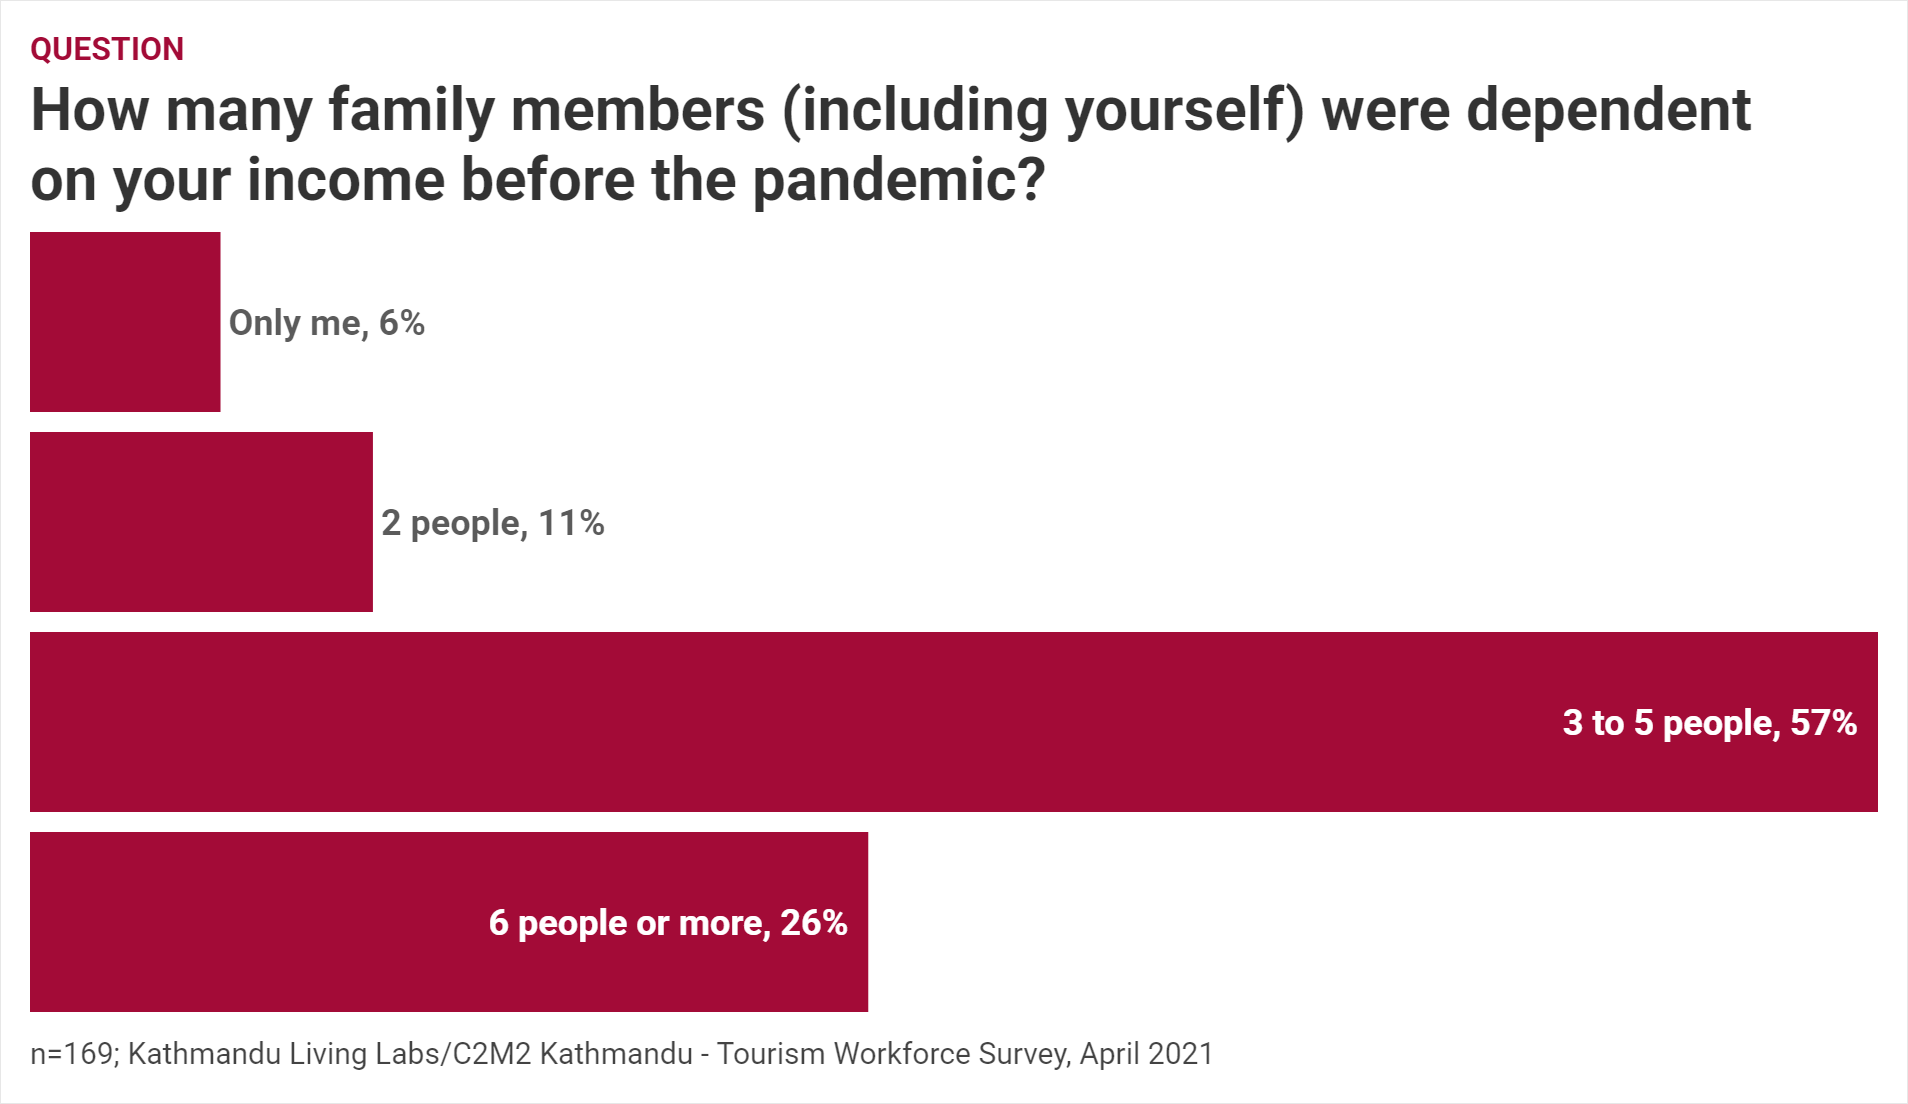 QUESTION
How many family members (including yourself) were dependent
on your income before the pandemic?
Only me, 6%
2 people, 11%
3 to 5 people, 57%
6 people or more, 26%
n=169; Kathmandu Living Labs/C2M2 Kathmandu - Tourism Workforce Survey, April 2021